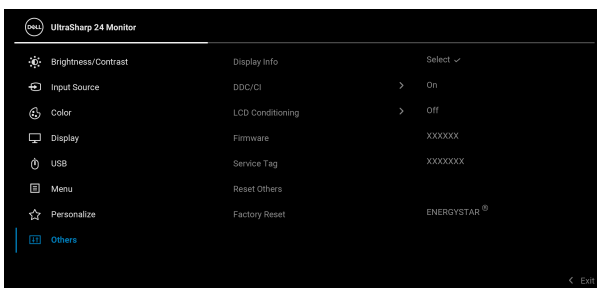 DELL UltraSharp 24 Monitor
Brightness/Contrast Display Info Select ✓
Input Source DDC/CI > On
Color LCD Conditioning > Off
Display Firmware XXXXXX
USB Service Tag XXXXXXX
Menu Reset Others
Personalize Factory Reset ENERGYSTAR ®
Others
< Exit